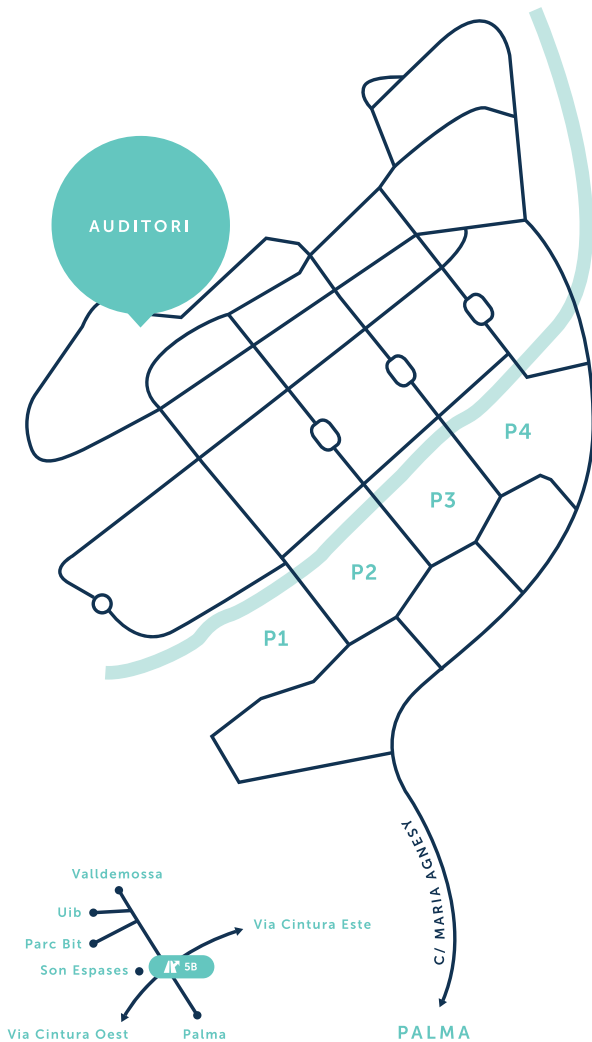 AUDITORI
P4
P3
P2
P1
C/ MARIA AGNESY
Valldemossa
Uib
Via Cintura Este
Parc Bit
Son Espases
5B
Via Cintura Oest
Palma
PALMA